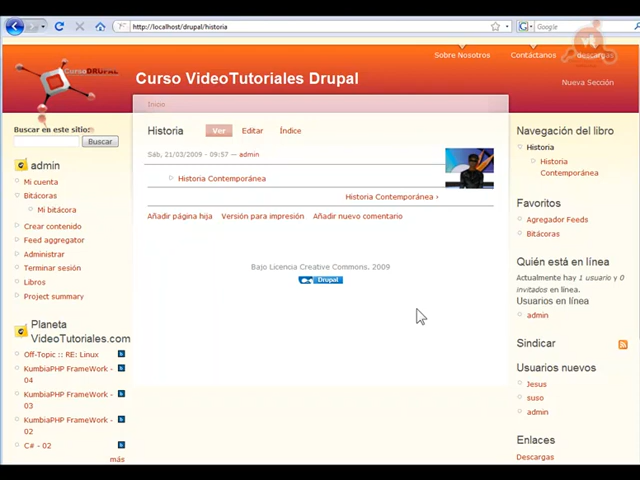 http://localhost/drupal/historia
Google
Sobre Nosotros
Contáctanos
descargas
CursoDRUPAL
Curso VideoTutoriales Drupal
Nueva Sección
Inicio
Buscar en este sitio:
Buscar
admin
Mi cuenta
Bitácoras
Mi bitácora
Crear contenido
Feed aggregator
Administrar
Terminar sesión
Libros
Project summary
Planeta
VideoTutoriales.com
Off-Topic :: RE: Linux
KumbiaPHP FrameWork -
04
KumbiaPHP FrameWork -
03
KumbiaPHP FrameWork -
02
C# - 02
más
Historia
Ver
Editar
Índice
Sáb, 21/03/2009 - 09:57 — admin
Historia Contemporánea
Historia Contemporánea ›
Añadir página hija
Versión para impresión
Añadir nuevo comentario
Bajo Licencia Creative Commons. 2009
Drupal
Navegación del libro
Historia
Historia
Contemporánea
Favoritos
Agregador Feeds
Bitácoras
Quién está en línea
Actualmente hay 1 usuario y 0
invitados en línea.
Usuarios en línea
admin
Sindicar
Usuarios nuevos
Jesus
suso
admin
Enlaces
Descargas